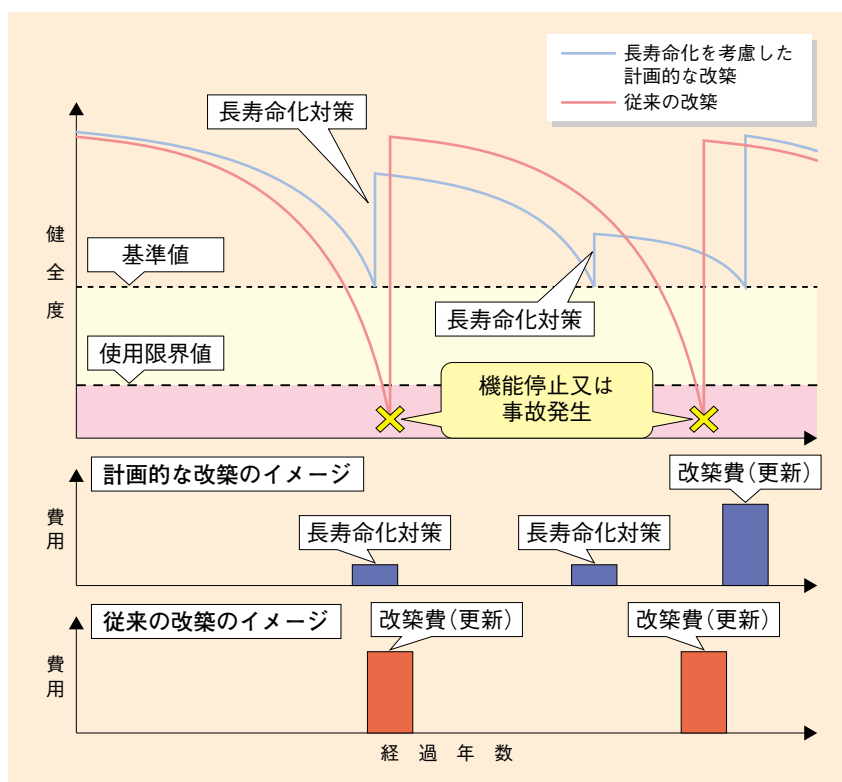 長寿命化を考慮した
計画的な改築
従来の改築
長寿命化対策
健全度
基準値
長寿命化対策
使用限界値
機能停止又は
事故発生
計画的な改築のイメージ
改築費(更新)
費用
長寿命化対策
長寿命化対策
従来の改築のイメージ
改築費(更新)
改築費(更新)
費用
経過年数